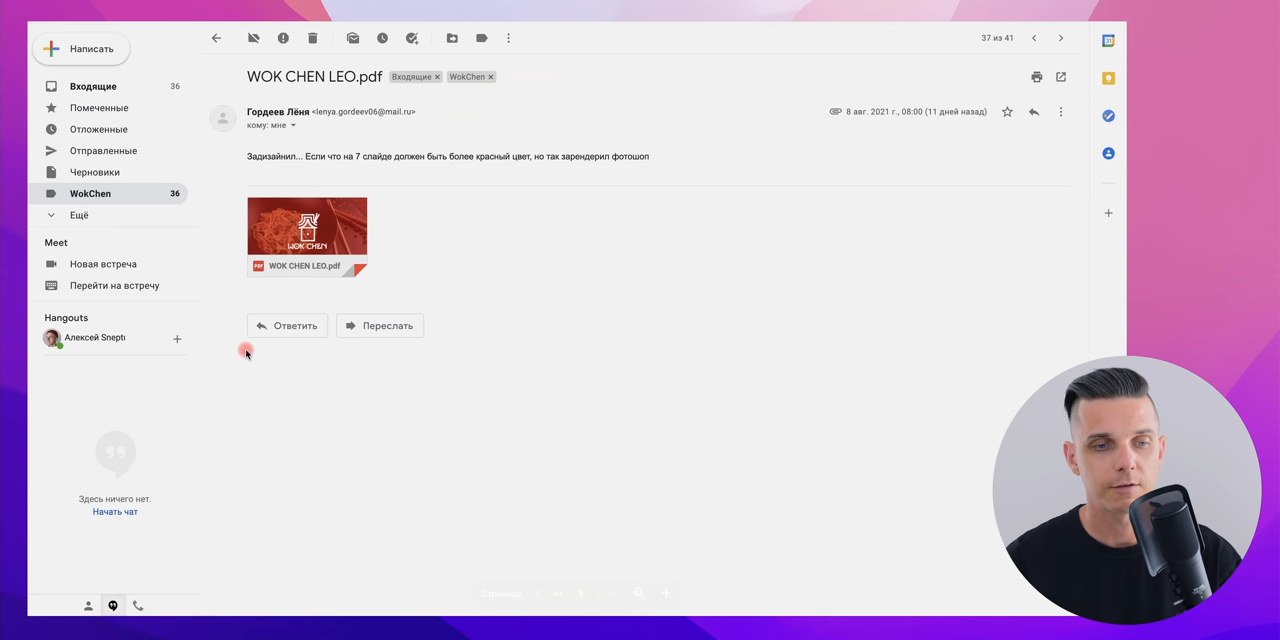 Написать
Входящие 36
Помеченные
Отложенные
Отправленные
Черновики
WokChen 36
Ещё
Meet
Новая встреча
Перейти на встречу
Hangouts
Алексей Snepti
Здесь ничего нет.
Начать чат
37 из 41
WOK CHEN LEO.pdf Входящие × WokChen ×
Гордеев Лёня <lenya.gordeev06@mail.ru> 8 авг. 2021 г., 08:00 (11 дней назад)
кому: мне
Задизайнил... Если что на 7 слайде должен быть более красный цвет, но так зарендерил фотошоп
WOK CHEN
PDF WOK CHEN LEO.pdf
Ответить Переслать
Страница